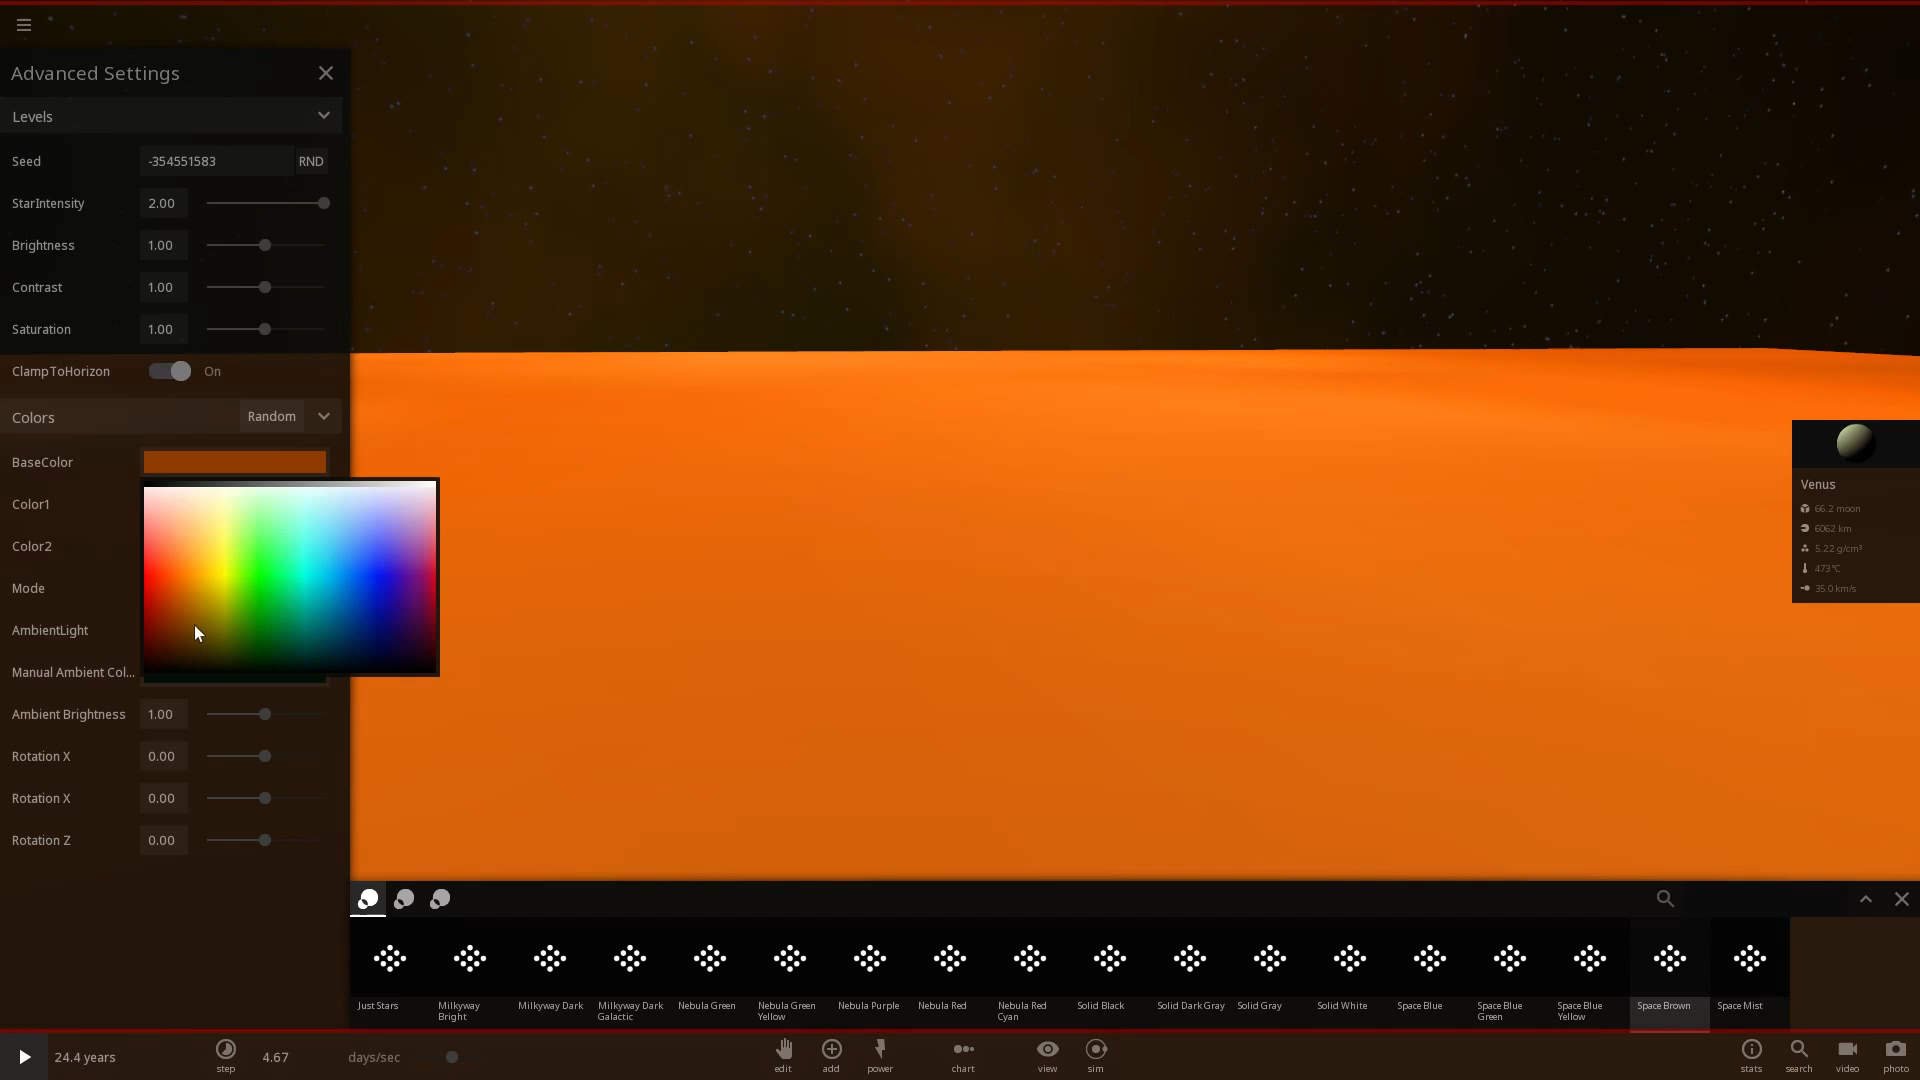 Advanced Settings
Levels
Seed -354551583 RND
StarIntensity 2.00
Brightness 1.00
Contrast 1.00
Saturation 1.00
ClampToHorizon On
Colors Random
BaseColor
Color1
Color2
Mode
AmbientLight
Manual Ambient Col...
Ambient Brightness 1.00
Rotation X 0.00
Rotation X 0.00
Rotation Z 0.00
Venus
66.2 moon
6062 km
5.22 g/cm³
473°C
35.0 km/s
Just Stars
Milkyway
Bright
Milkyway Dark
Milkyway Dark
Galactic
Nebula Green
Nebula Green
Yellow
Nebula Purple
Nebula Red
Nebula Red
Cyan
Solid Black
Solid Dark Gray
Solid Gray
Solid White
Space Blue
Space Blue
Green
Space Blue
Yellow
Space Brown
Space Mist
24.4 years
step
4.67 days/sec
edit
add
power
chart
view
sim
stats
search
video
photo